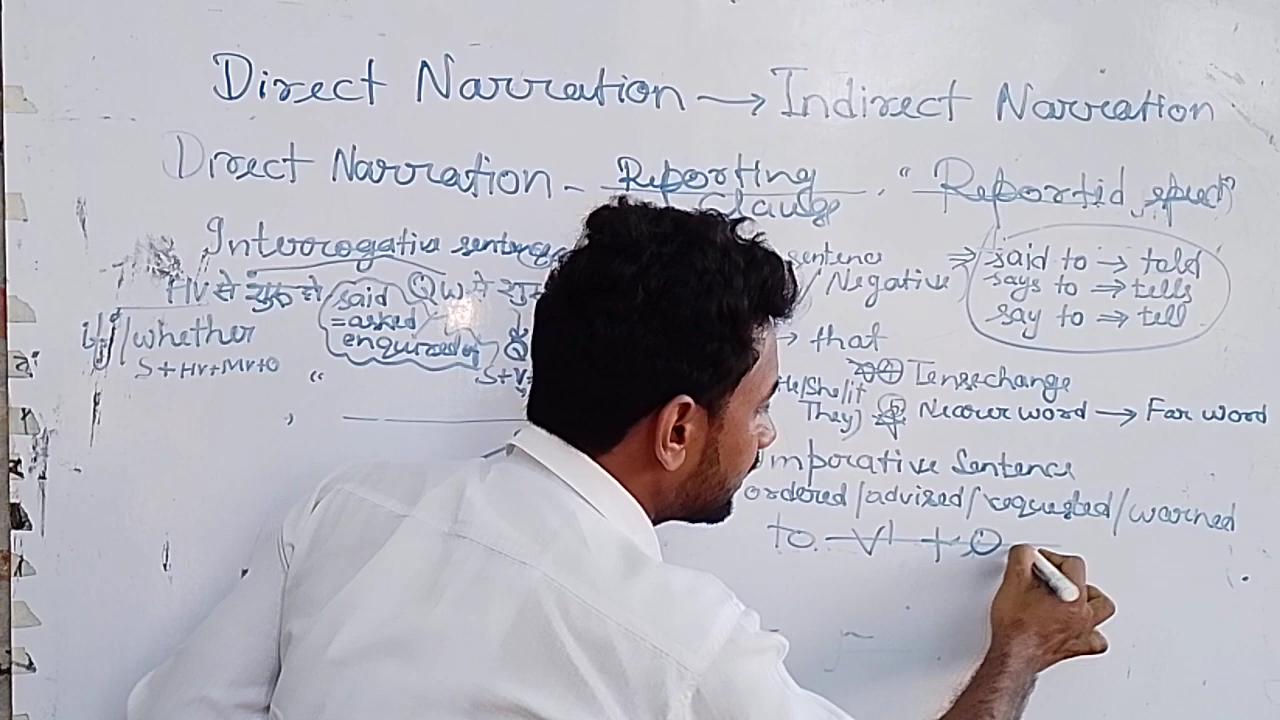 Direct Narration → Indirect Narration
Direct Narration - Reporting Clause, "Reported speech"
Interrogative sentence
HV से शुरू हो
Q W से शुरू
said
=asked
enquired of
if/whether
S+HV+MV+O
"
, 
Q
S+V+
sentence
/ Negative
⇒ said to → told
says to ⇒ tells
say to ⇒ tell
→ that
Tense change
He/She/it
They)
Nearer word → Far word
mporative Sentence
ordered/advised/requested/warned
to - V1 + O